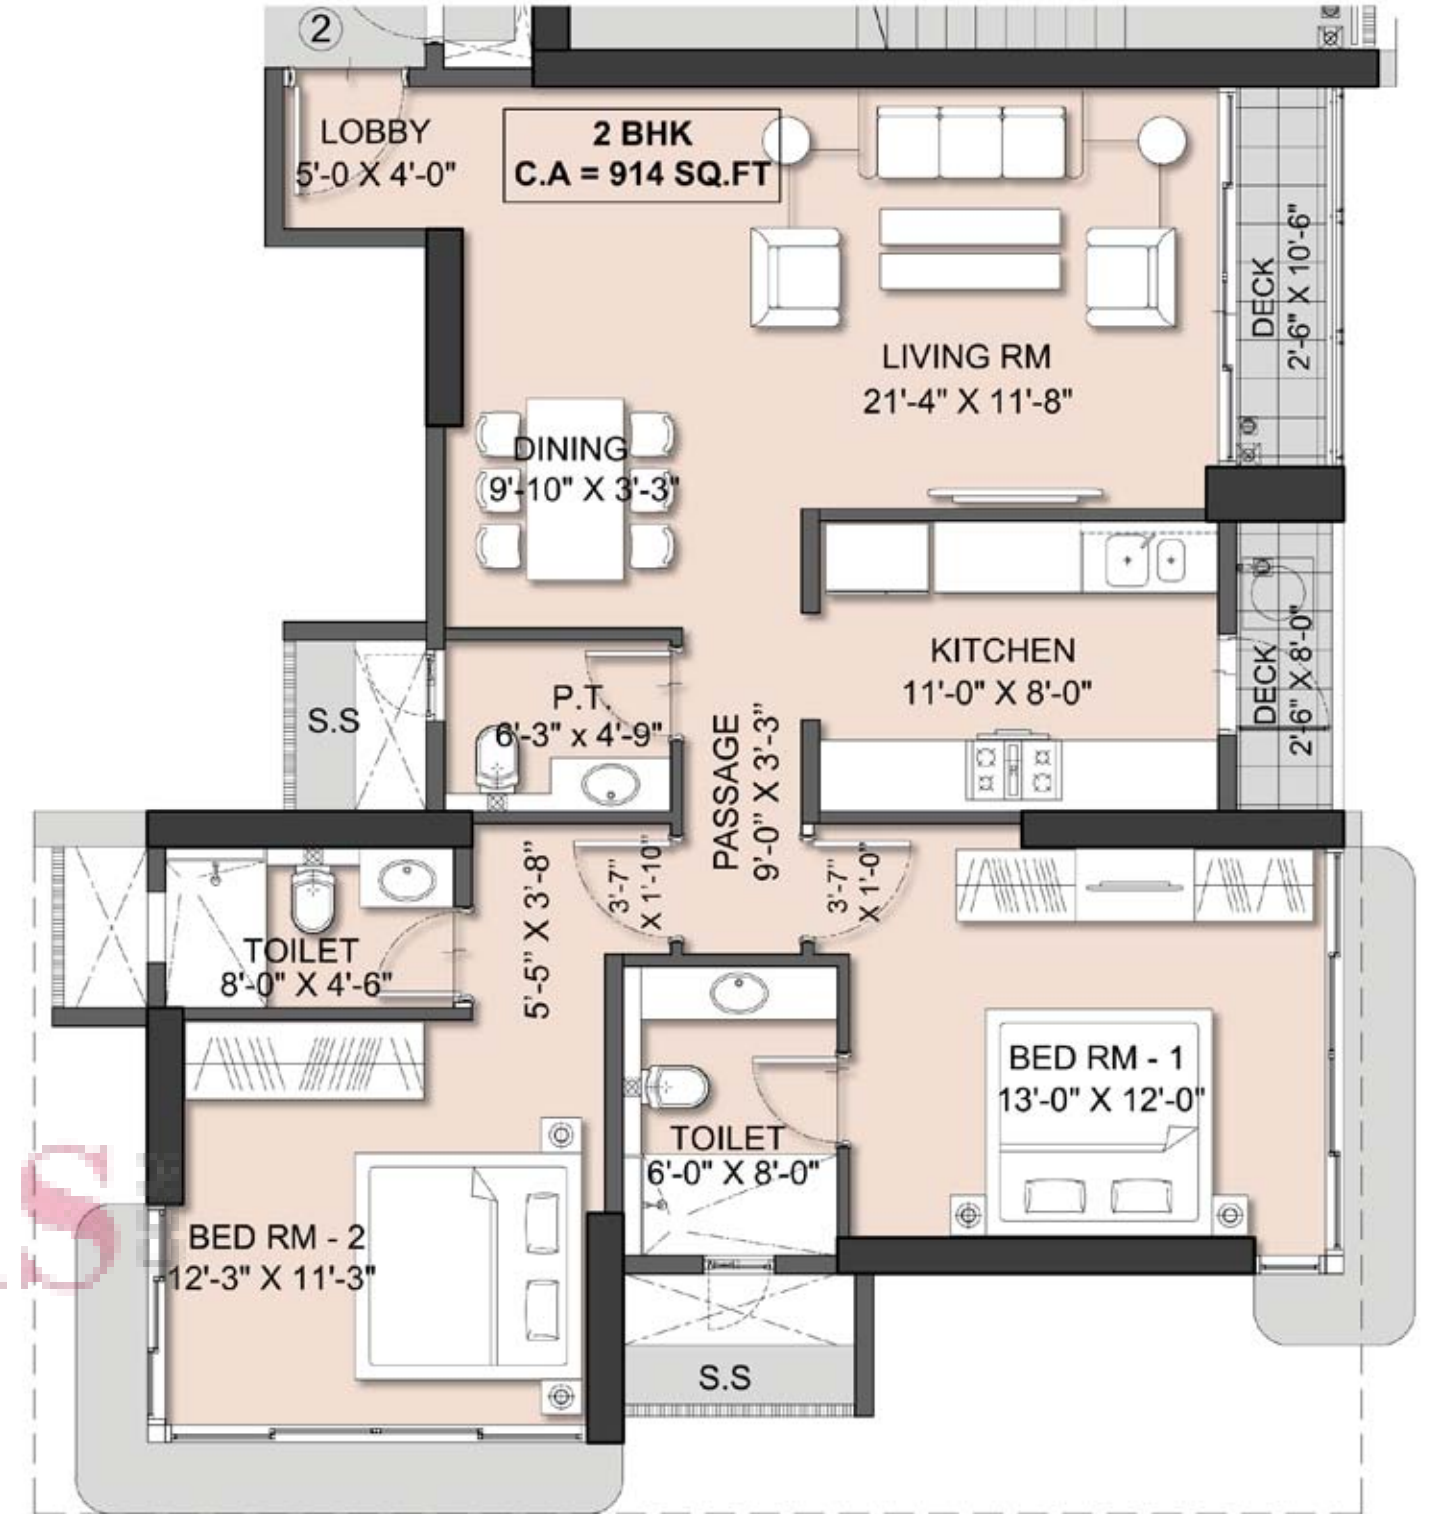 2
LOBBY
5'-0 X 4'-0"
2 BHK
C.A = 914 SQ.FT
DECK
2'-6" X 10'-6"
LIVING RM
21'-4" X 11'-8"
DINING
9'-10" X 3'-3"
KITCHEN
11'-0" X 8'-0"
DECK
2'-6" X 8'-0"
P.T
6'-3" x 4'-9"
S.S
PASSAGE
9'-0” X 3'-3”
5'-5” X 3'-8”
3'-7”
X 1'-10”
3'-7”
X 1'-0”
TOILET
8'-0" X 4'-6"
BED RM - 1
13'-0" X 12'-0"
TOILET
6'-0" X 8'-0"
BED RM - 2
12'-3" X 11'-3"
S.S
S